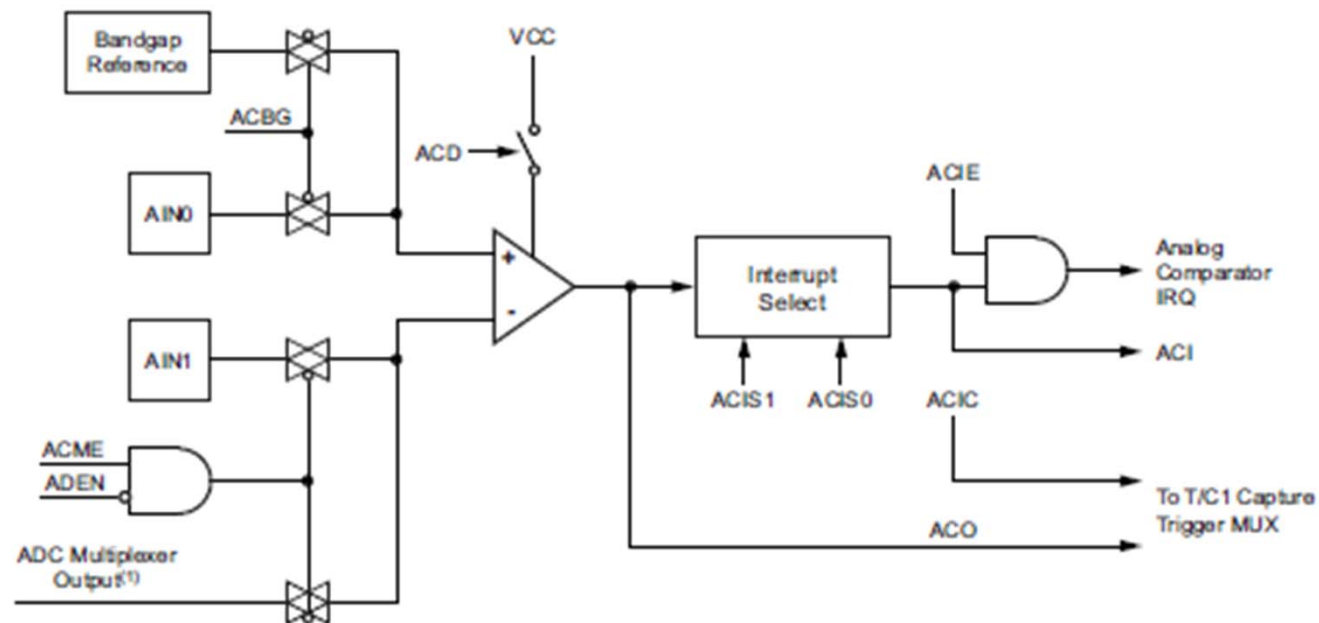 Bandgap
Reference
VCC
ACBG
ACD
ACIE
AIN0
+
-
Interrupt
Select
Analog
Comparator
IRQ
AIN1
ACI
ACIS1 ACIS0 ACIC
ACME
ADEN
To T/C1 Capture
Trigger MUX
ACO
ADC Multiplexer
Output(1)